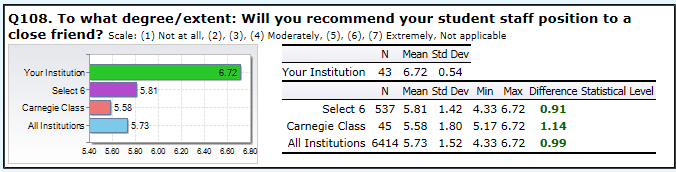 Q108. To what degree/extent: Will you recommend your student staff position to a
close friend? Scale: (1) Not at all, (2), (3), (4) Moderately, (5), (6), (7) Extremely, Not applicable
N Mean Std Dev
Your Institution 43 6.72 0.54
N Mean Std Dev Min Max Difference Statistical Level
Select 6 537 5.81 1.42 4.33 6.72 0.91
Carnegie Class 45 5.58 1.80 5.17 6.72 1.14
All Institutions 6414 5.73 1.52 4.33 6.72 0.99
Your Institution 6.72
Select 6 5.81
Carnegie Class 5.58
All Institutions 5.73
5.40 5.60 5.80 6.00 6.20 6.40 6.60 6.80